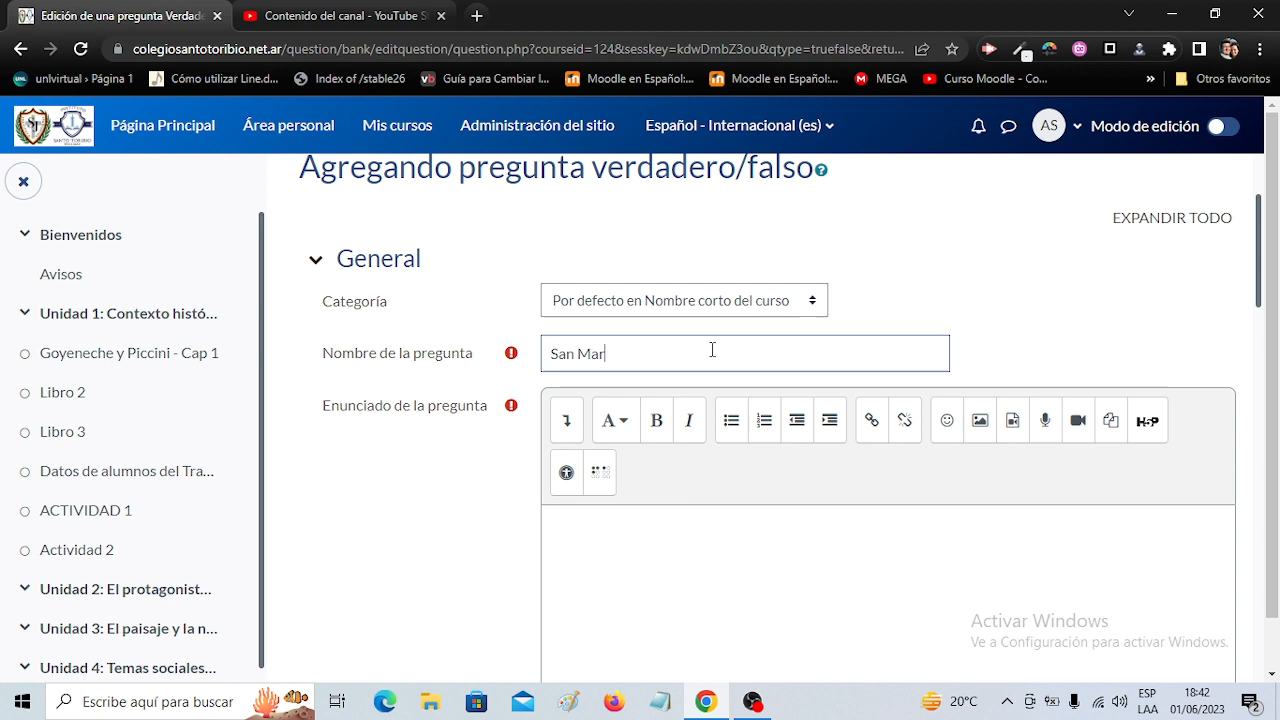 Edición de una pregunta Verdade
Contenido del canal - YouTube S
colegiosantoribio.net.ar/question/bank/editquestion/question.php?courseid=124&sesskey=kdwDmbZ3ou&qtype=truefalse&retu...
univirtual › Página 1
Cómo utilizar Line.d...
Index of /stable26
Guía para Cambiar l...
Moodle en Español:...
Moodle en Español:...
MEGA
Curso Moodle - Co...
»
Otros favoritos
Página Principal
Área personal
Mis cursos
Administración del sitio
Español - Internacional (es)
AS
Modo de edición
Agregando pregunta verdadero/falso
EXPANDIR TODO
Bienvenidos
Avisos
Unidad 1: Contexto histó...
Goyeneche y Piccini - Cap 1
Libro 2
Libro 3
Datos de alumnos del Tra...
ACTIVIDAD 1
Actividad 2
Unidad 2: El protagonist...
Unidad 3: El paisaje y la n...
Unidad 4: Temas sociales...
General
Categoría
Por defecto en Nombre corto del curso
Nombre de la pregunta
San Mar
Enunciado de la pregunta
A
B
I
H5P
Activar Windows
Ve a Configuración para activar Windows.
Escribe aquí para buscar
20°C
ESP
LAA
8:42
01/06/2023
2